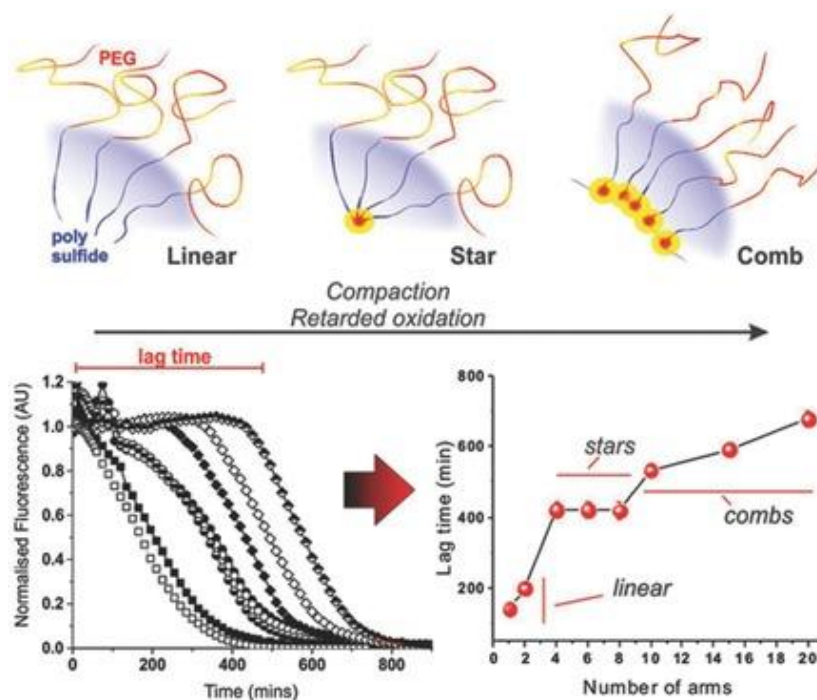 PEG
poly
sulfide
Linear
Star
Comb
Compaction
Retarded oxidation
lag time
Normalised Fluorescence (AU)
1.2
1.0
0.8
0.6
0.4
0.2
0.0
0 200 400 600 800
Time (mins)
Lag time (min)
800
600
400
200
stars
combs
linear
0 2 4 6 8 10 12 14 16 18 20
Number of arms